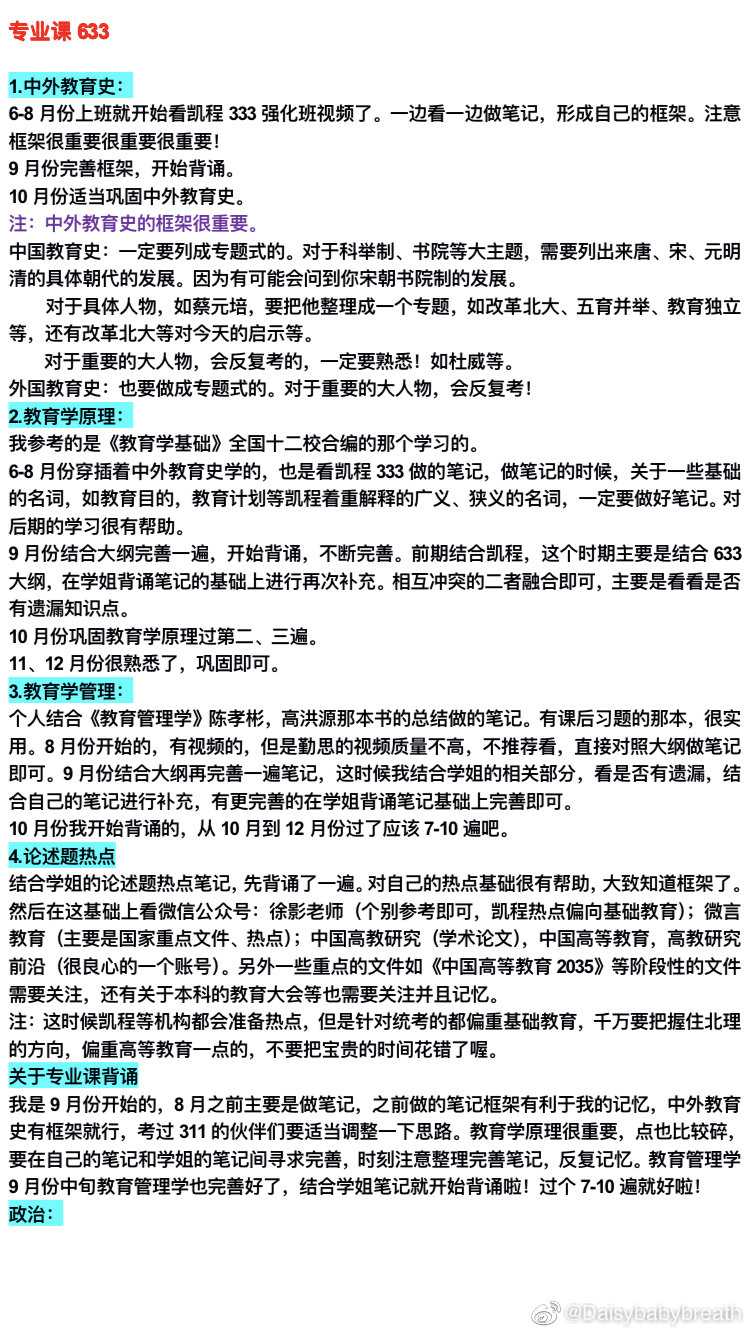 专业课 633
1.中外教育史：
6-8 月份上班就开始看凯程 333 强化班视频了。一边看一边做笔记，形成自己的框架。注意
框架很重要很重要很重要！
9 月份完善框架，开始背诵。
10 月份适当巩固中外教育史。
注：中外教育史的框架很重要。
中国教育史：一定要列成专题式的。对于科举制、书院等大主题，需要列出来唐、宋、元明
清的具体朝代的发展。因为有可能会问到你宋朝书院制的发展。
对于具体人物，如蔡元培，要把他整理成一个专题，如改革北大、五育并举、教育独立
等，还有改革北大等对今天的启示等。
对于重要的大人物，会反复考的，一定要熟悉！如杜威等。
外国教育史：也要做成专题式的。对于重要的大人物，会反复考！
2.教育学原理：
我参考的是《教育学基础》全国十二校合编的那个学习的。
6-8 月份穿插着中外教育史学的，也是看凯程 333 做的笔记，做笔记的时候，关于一些基础
的名词，如教育目的，教育计划等凯程着重解释的广义、狭义的名词，一定要做好笔记。对
后期的学习很有帮助。
9 月份结合大纲完善一遍，开始背诵，不断完善。前期结合凯程，这个时期主要是结合 633
大纲，在学姐背诵笔记的基础上进行再次补充。相互冲突的二者融合即可，主要是看看是否
有遗漏知识点。
10 月份巩固教育学原理过第二、三遍。
11、12 月份很熟悉了，巩固即可。
3.教育学管理：
个人结合《教育管理学》陈孝彬，高洪源那本书的总结做的笔记。有课后习题的那本，很实
用。8 月份开始的，有视频的，但是勤思的视频质量不高，不推荐看，直接对照大纲做笔记
即可。9 月份结合大纲再完善一遍笔记，这时候我结合学姐的相关部分，看是否有遗漏，结
合自己的笔记进行补充，有更完善的在学姐背诵笔记基础上完善即可。
10 月份我开始背诵的，从 10 月到 12 月份过了应该 7-10 遍吧。
4.论述题热点
结合学姐的论述题热点笔记，先背诵了一遍。对自己的热点基础很有帮助，大致知道框架了。
然后在这基础上看微信公众号：徐影老师（个别参考即可，凯程热点偏向基础教育）；微言
教育（主要是国家重点文件、热点）；中国高教研究（学术论文），中国高等教育，高教研究
前沿（很良心的一个账号）。另外一些重点的文件如《中国高等教育 2035》等阶段性的文件
需要关注，还有关于本科的教育大会等也需要关注并且记忆。
注：这时候凯程等机构都会准备热点，但是针对统考的都偏重基础教育，千万要把握住北理
的方向，偏重高等教育一点的，不要把宝贵的时间花错了喔。
关于专业课背诵
我是 9 月份开始的，8 月之前主要是做笔记，之前做的笔记框架有利于我的记忆，中外教育
史有框架就行，考过 311 的伙伴们要适当调整一下思路。教育学原理很重要，点也比较碎，
要在自己的笔记和学姐的笔记间寻求完善，时刻注意整理完善笔记，反复记忆。教育管理学
9 月份中旬教育管理学也完善好了，结合学姐笔记就开始背诵啦！过个 7-10 遍就好啦！
政治：
@Daisybabybreath